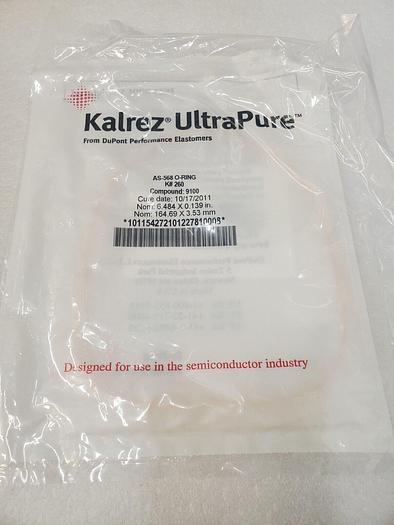 Kalrez® UltraPure™
From DuPont Performance Elastomers
AS-568 O-RING
K# 260
Compound: 9100
Cure date: 10/17/2011
Nom: 6.484 X 0.139 in.
Nom: 164.69 X 3.53 mm
*101154272101227810008*
Designed for use in the semiconductor industry